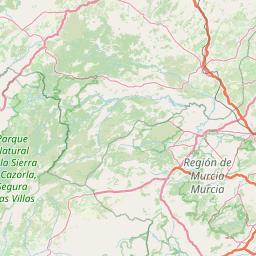 Parque
Natural
la Sierra
Cazorla,
Segura
as Villas
Región de
Murcia
Murcia